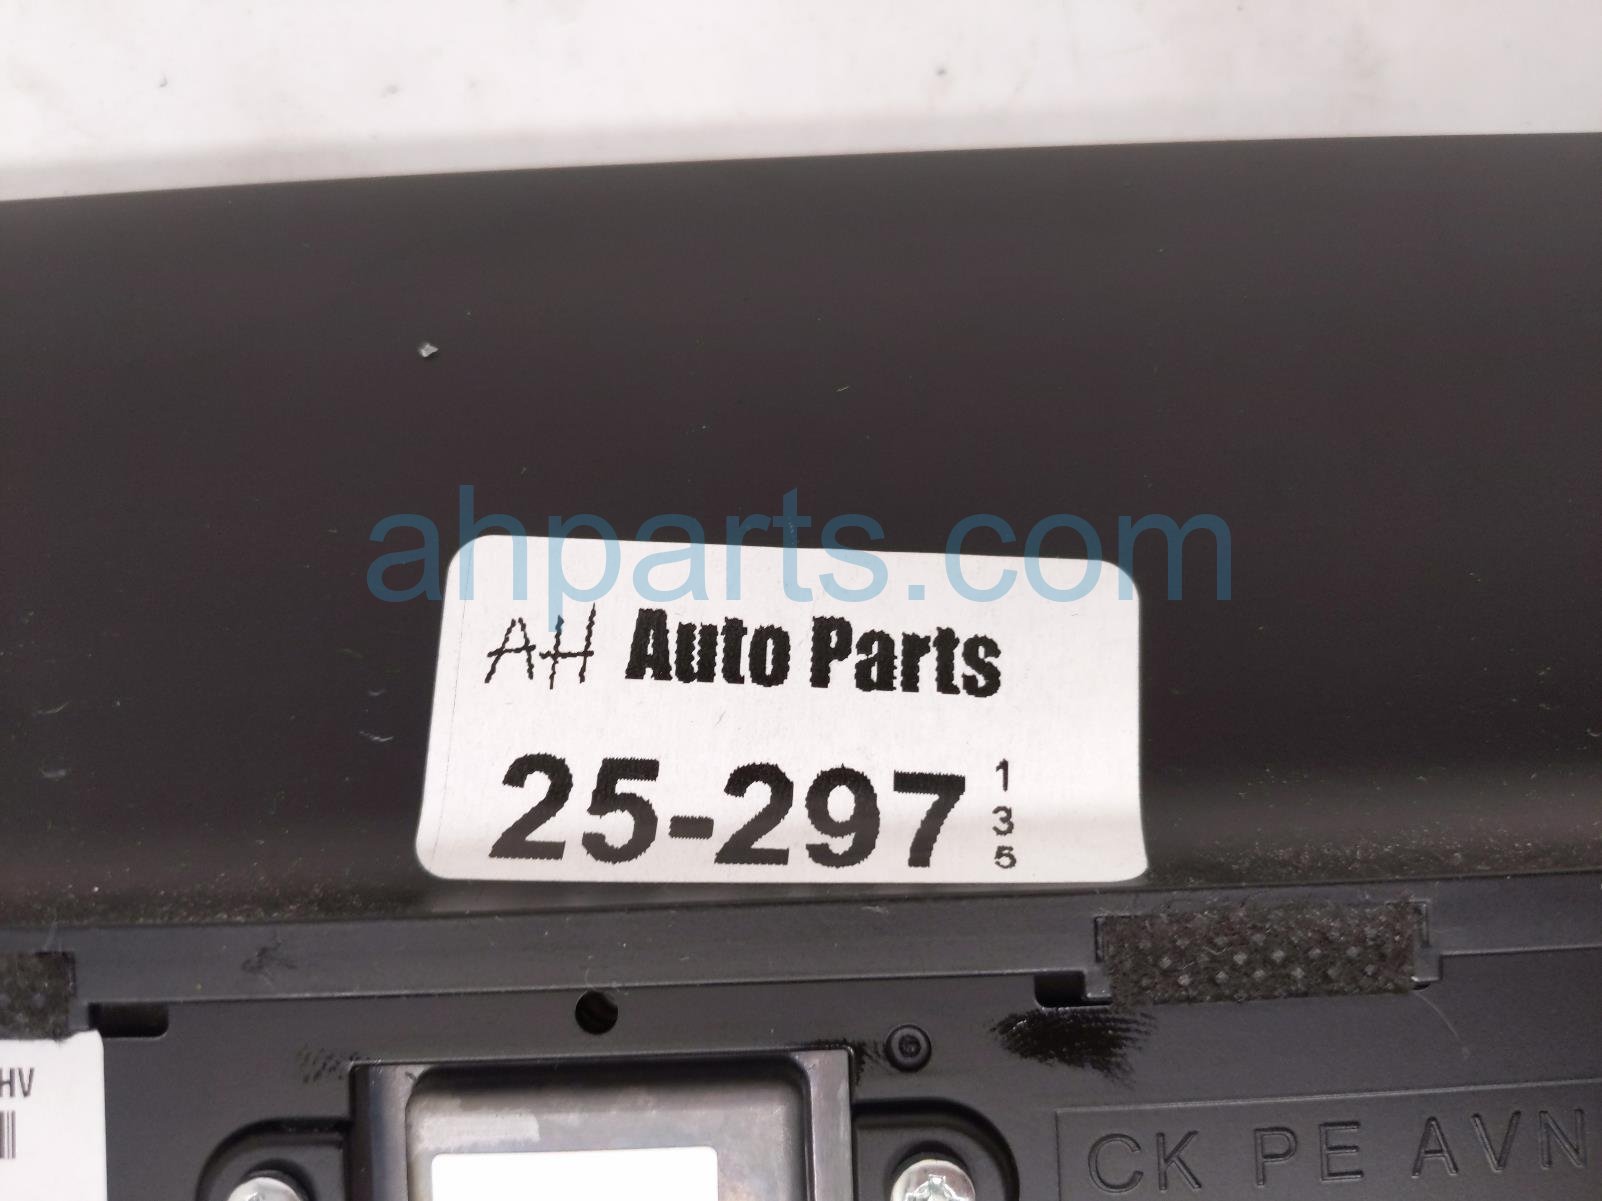 ahparts.com
AH Auto Parts
25-297
1
3
5
HV
CK PE AVN